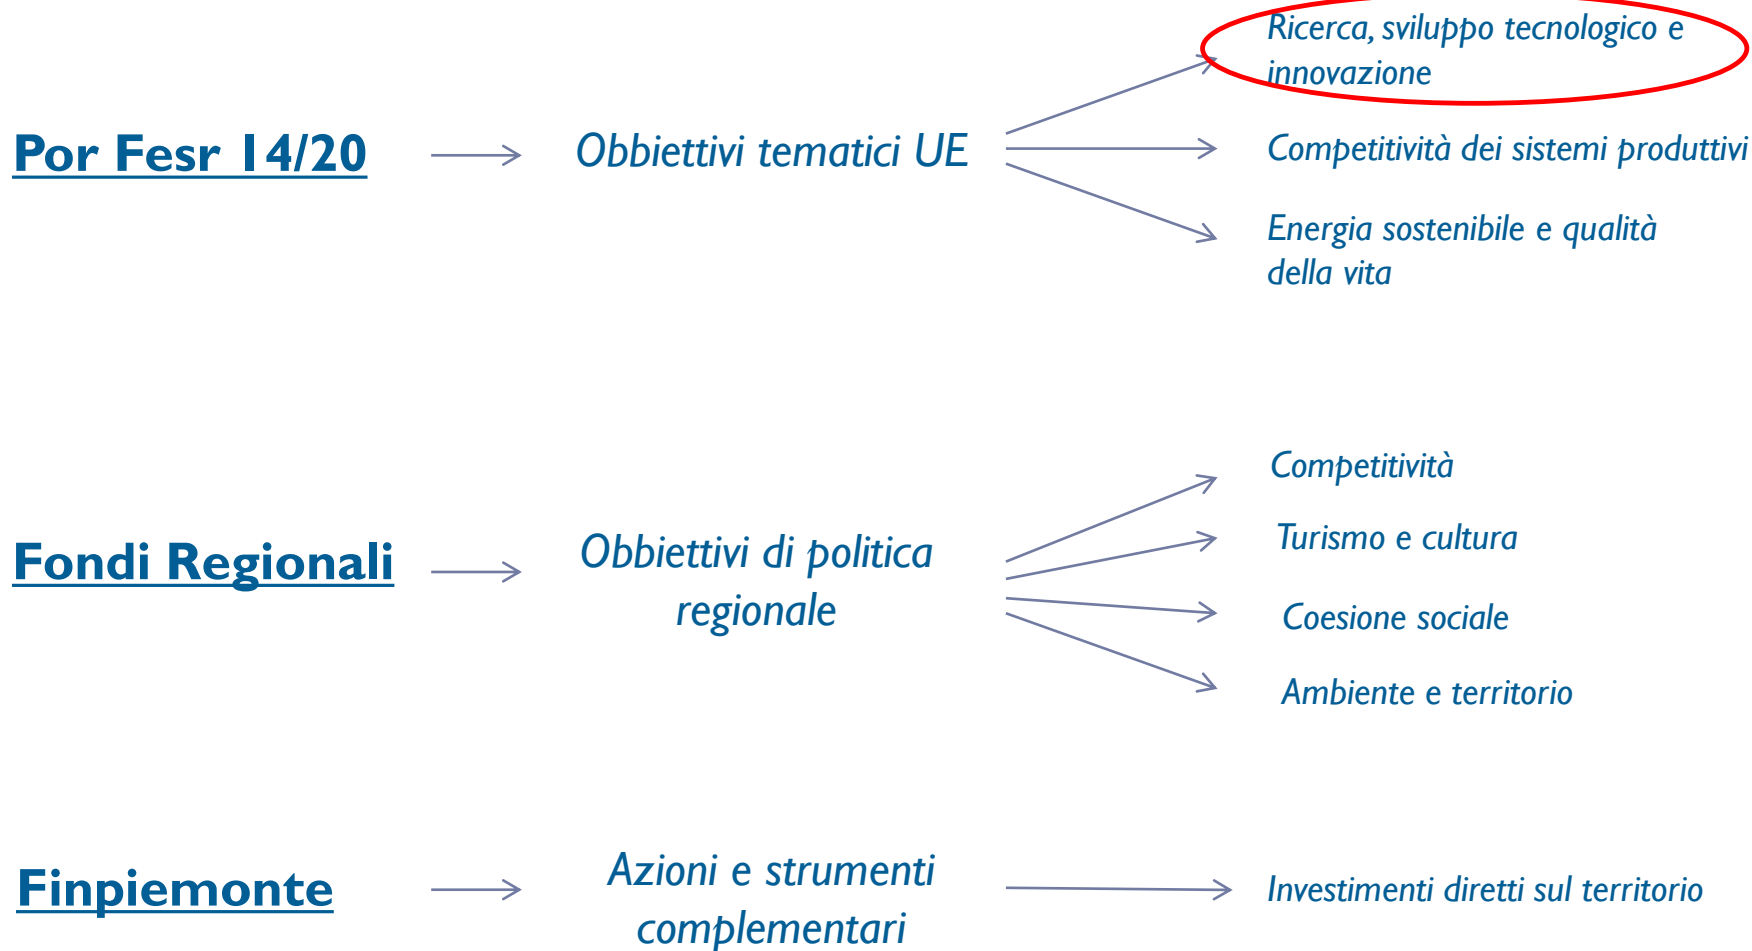 Ricerca, sviluppo tecnologico e
innovazione
Por Fesr 14/20
Obbiettivi tematici UE
Competitività dei sistemi produttivi
Energia sostenibile e qualità
della vita
Competitività
Turismo e cultura
Fondi Regionali
Obbiettivi di politica
regionale
Coesione sociale
Ambiente e territorio
Finpiemonte
Azioni e strumenti
complementari
Investimenti diretti sul territorio